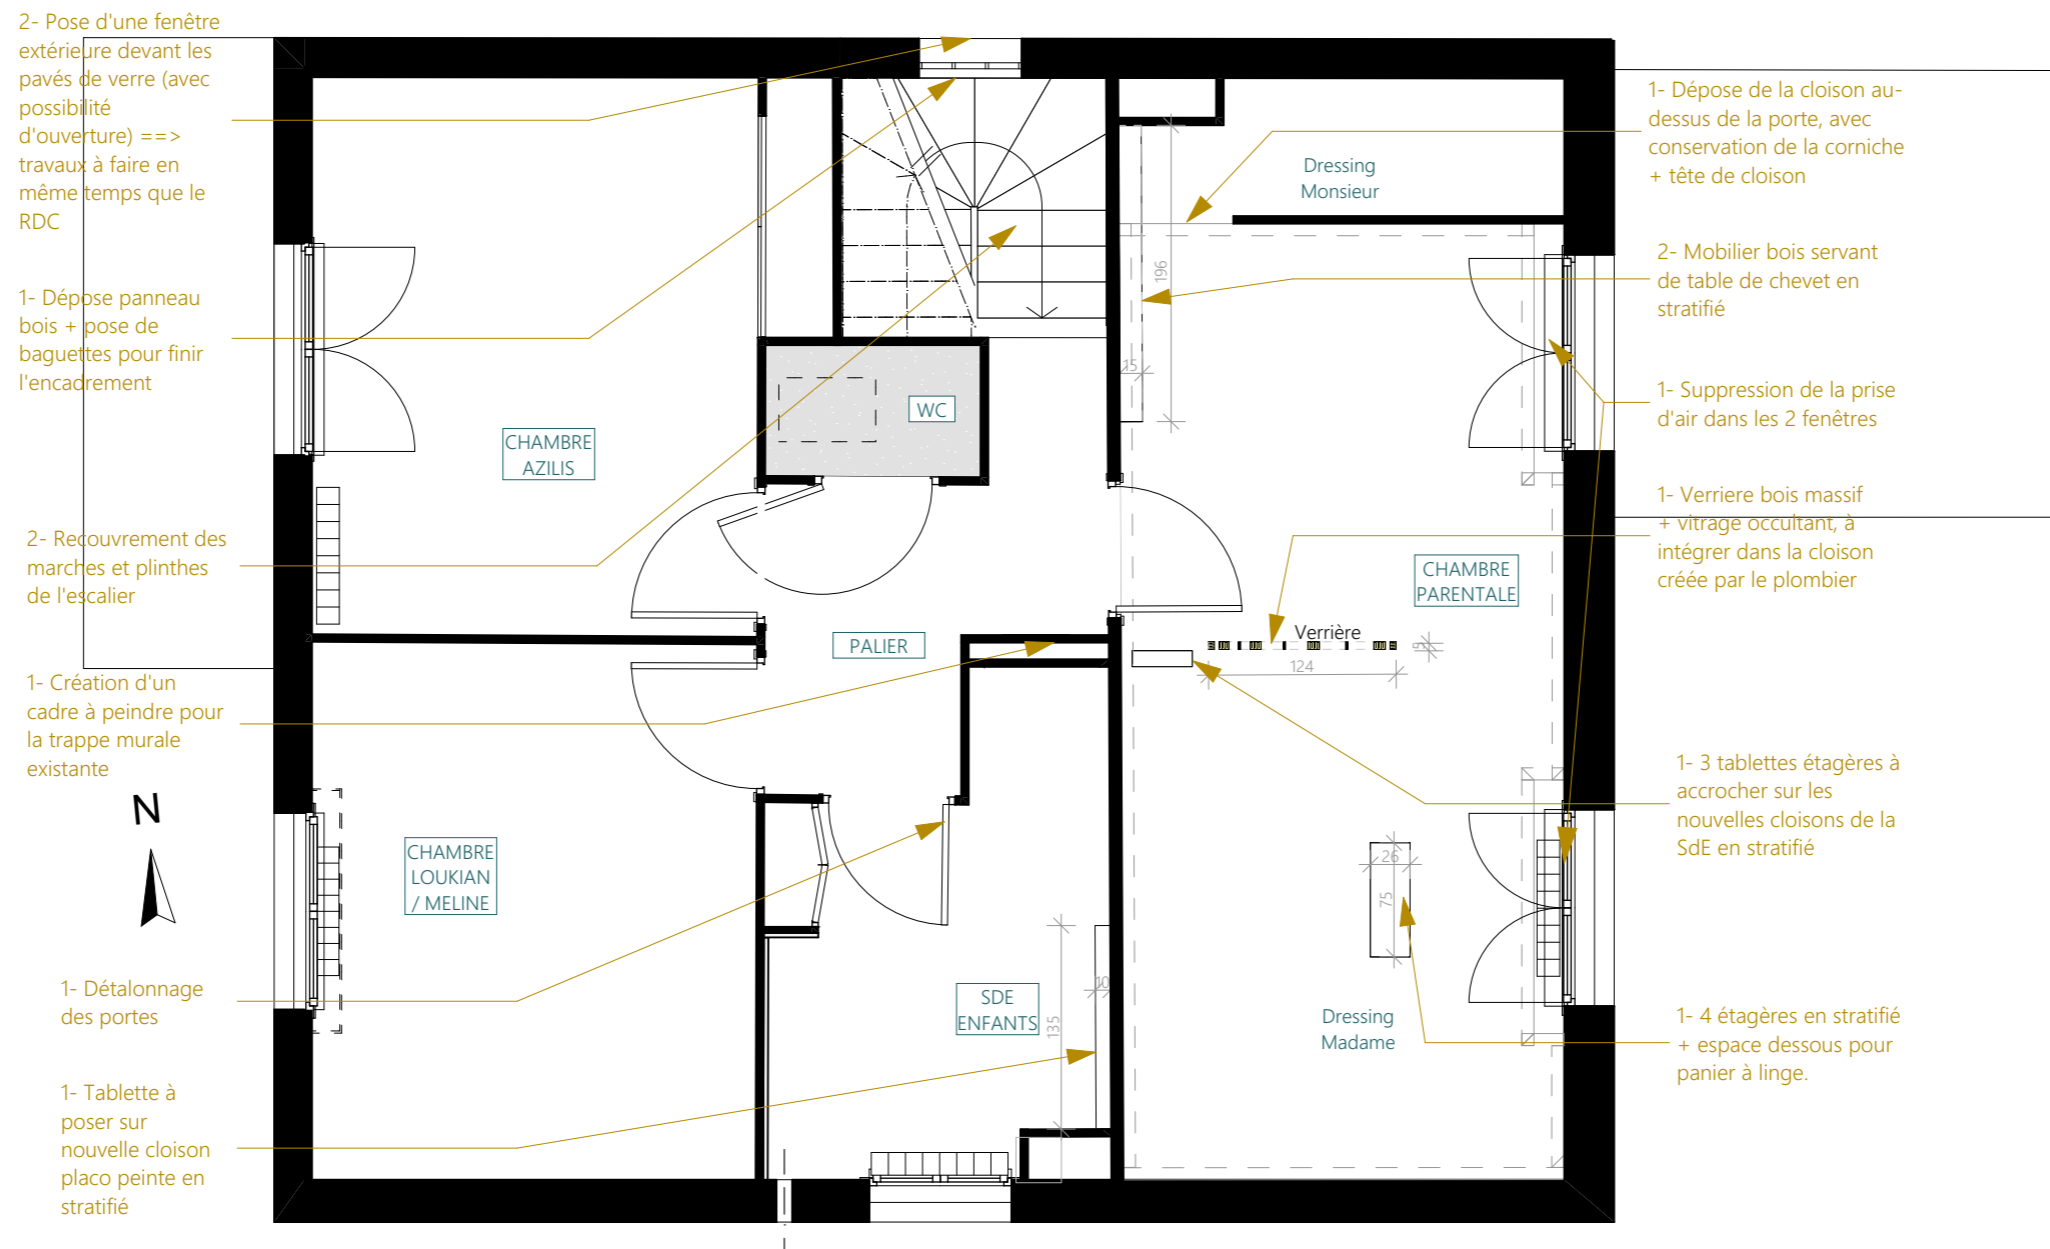 2- Pose d'une fenêtre
extérieure devant les
pavés de verre (avec
possibilité
d'ouverture) ==>
travaux à faire en
même temps que le
RDC
1- Dépose panneau
bois + pose de
baguettes pour finir
l'encadrement
2- Recouvrement des
marches et plinthes
de l'escalier
1- Création d'un
cadre à peindre pour
la trappe murale
existante
N
1- Détalonnage
des portes
1- Tablette à
poser sur
nouvelle cloison
placo peinte en
stratifié
CHAMBRE
AZILIS
WC
PALIER
CHAMBRE
LOUKIAN
/ MELINE
SDE
ENFANTS
135
10
Dressing
Monsieur
196
15
CHAMBRE
PARENTALE
Verrière
124
5
26
75
Dressing
Madame
1- Dépose de la cloison au-
dessus de la porte, avec
conservation de la corniche
+ tête de cloison
2- Mobilier bois servant
de table de chevet en
stratifié
1- Suppression de la prise
d'air dans les 2 fenêtres
1- Verriere bois massif
+ vitrage occultant, à
intégrer dans la cloison
créée par le plombier
1- 3 tablettes étagères à
accrocher sur les
nouvelles cloisons de la
SdE en stratifié
1- 4 étagères en stratifié
+ espace dessous pour
panier à linge.